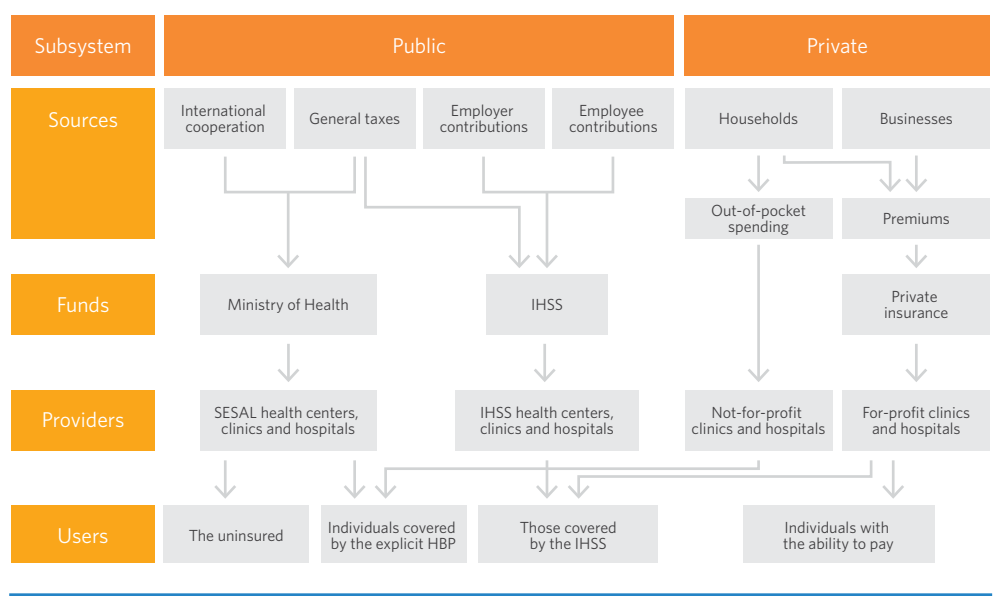 Subsystem
Public
Private
Sources
International
cooperation
General taxes
Employer
contributions
Employee
contributions
Households
Businesses
Out-of-pocket
spending
Premiums
Funds
Ministry of Health
IHSS
Private
insurance
Providers
SESAL health centers,
clinics and hospitals
IHSS health centers,
clinics and hospitals
Not-for-profit
clinics and hospitals
For-profit clinics
and hospitals
Users
The uninsured
Individuals covered
by the explicit HBP
Those covered
by the IHSS
Individuals with
the ability to pay